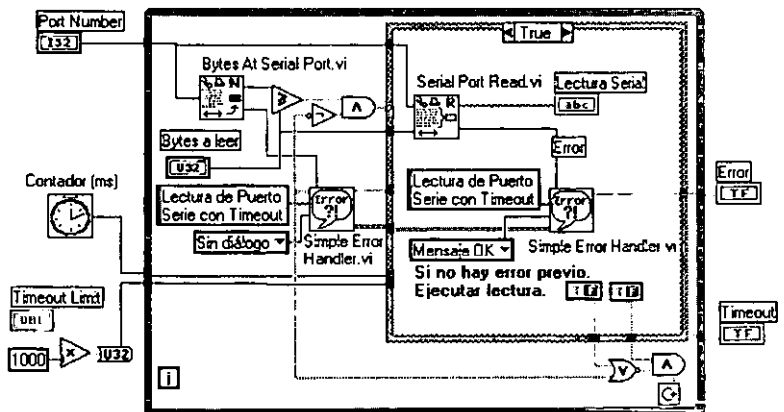 Port Number
I32
True
Bytes At Serial Port.vi
Serial Port Read.vi
Lectura Serial
abc
Bytes a leer
U32
Error
Contador (ms)
Lectura de Puerto
Serie con Timeout
Error
?!
Sin diálogo
Simple Error
Handler.vi
Lectura de Puerto
Serie con Timeout
Error
?!
Mensaje OK
Simple Error Handler.vi
Si no hay error previo.
Ejecutar lectura.
Error
TF
Timeout Limit
DBL
1000
x
U32
Timeout
TF
i